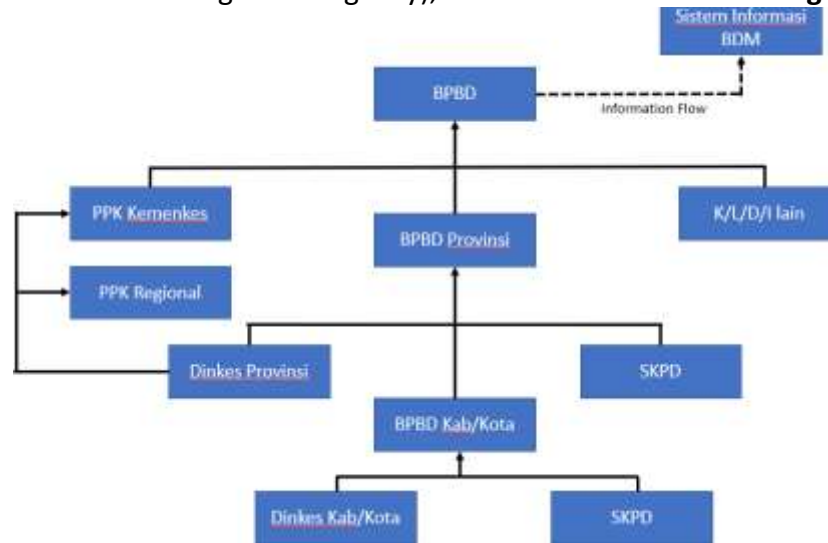 Sistem Informasi
BDM
BPBD
Information Flow
PPK Kemenkes
BPBD Provinsi
K/L/D/I lain
PPK Regional
Dinkes Provinsi
SKPD
BPBD Kab/Kota
Dinkes Kab/Kota
SKPD